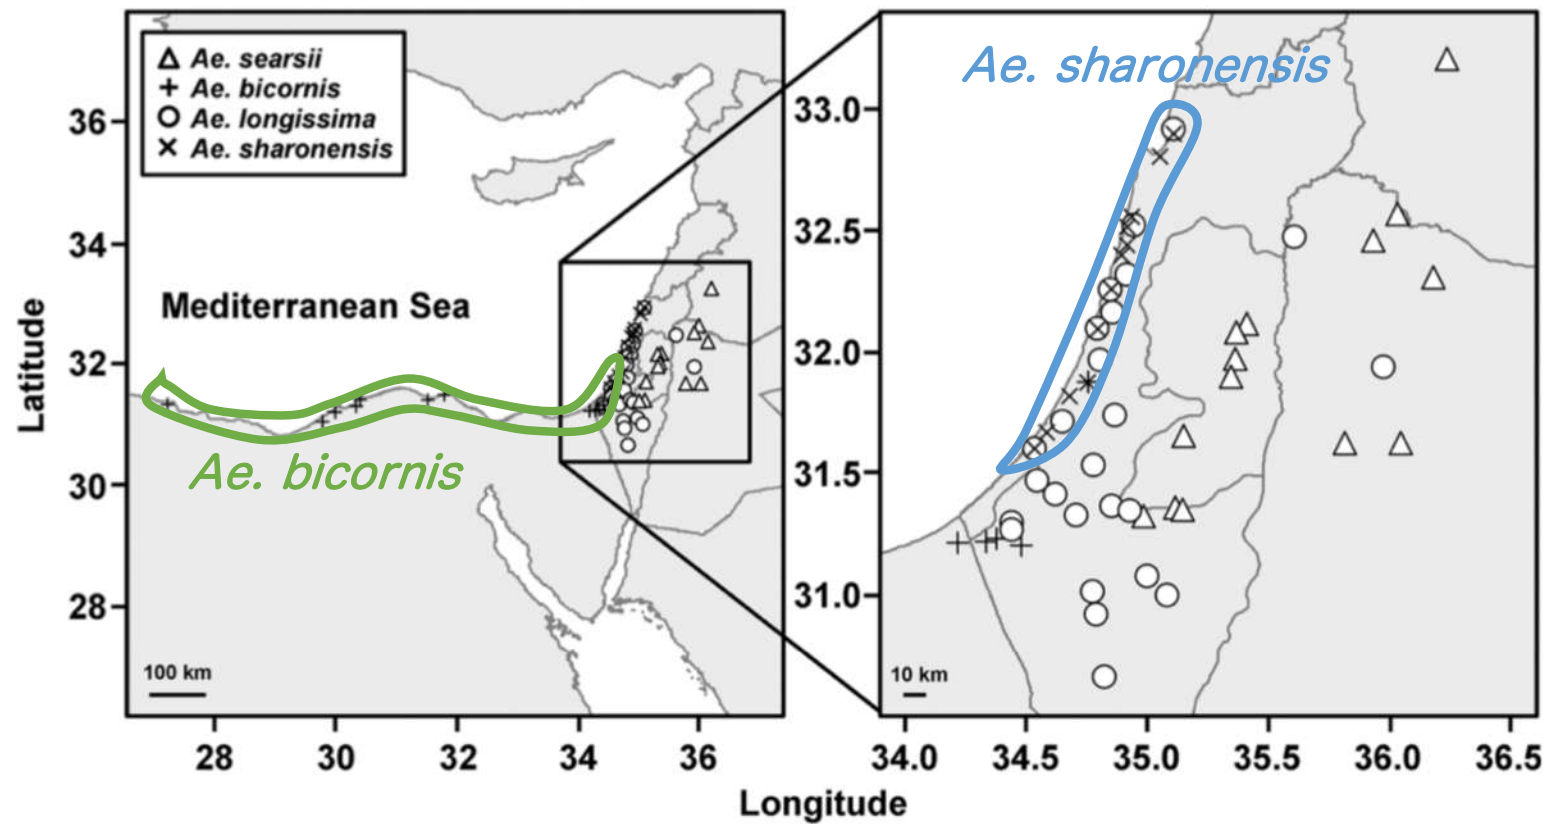 Ae. searsii
Ae. bicornis
Ae. longissima
Ae. sharonensis
Ae. sharonensis
Mediterranean Sea
Ae. bicornis
Latitude
36
34
32
30
28
100 km
28
30
32
34
36
33.0
32.5
32.0
31.5
31.0
10 km
34.0
34.5
35.0
35.5
36.0
36.5
Longitude